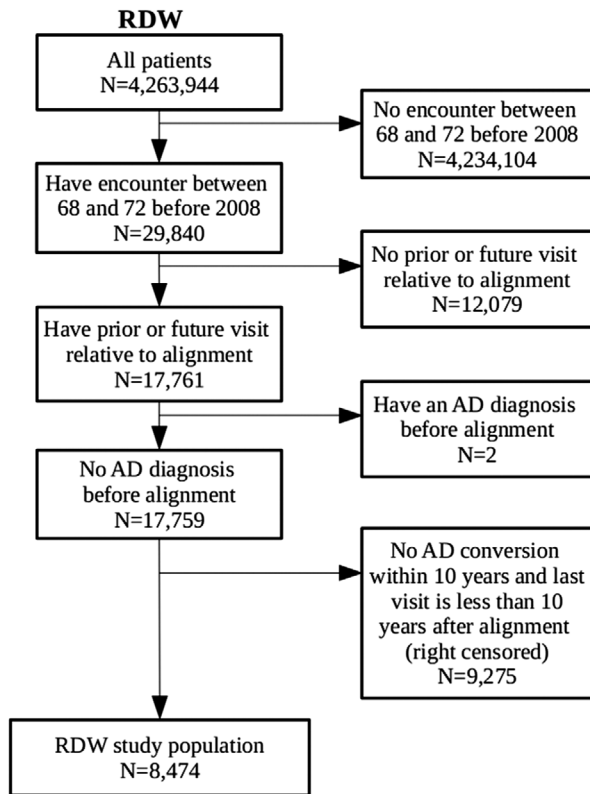 RDW
All patients
N=4,263,944
No encounter between
68 and 72 before 2008
N=4,234,104
Have encounter between
68 and 72 before 2008
N=29,840
No prior or future visit
relative to alignment
N=12,079
Have prior or future visit
relative to alignment
N=17,761
Have an AD diagnosis
before alignment
N=2
No AD diagnosis
before alignment
N=17,759
No AD conversion
within 10 years and last
visit is less than 10
years after alignment
(right censored)
N=9,275
RDW study population
N=8,474